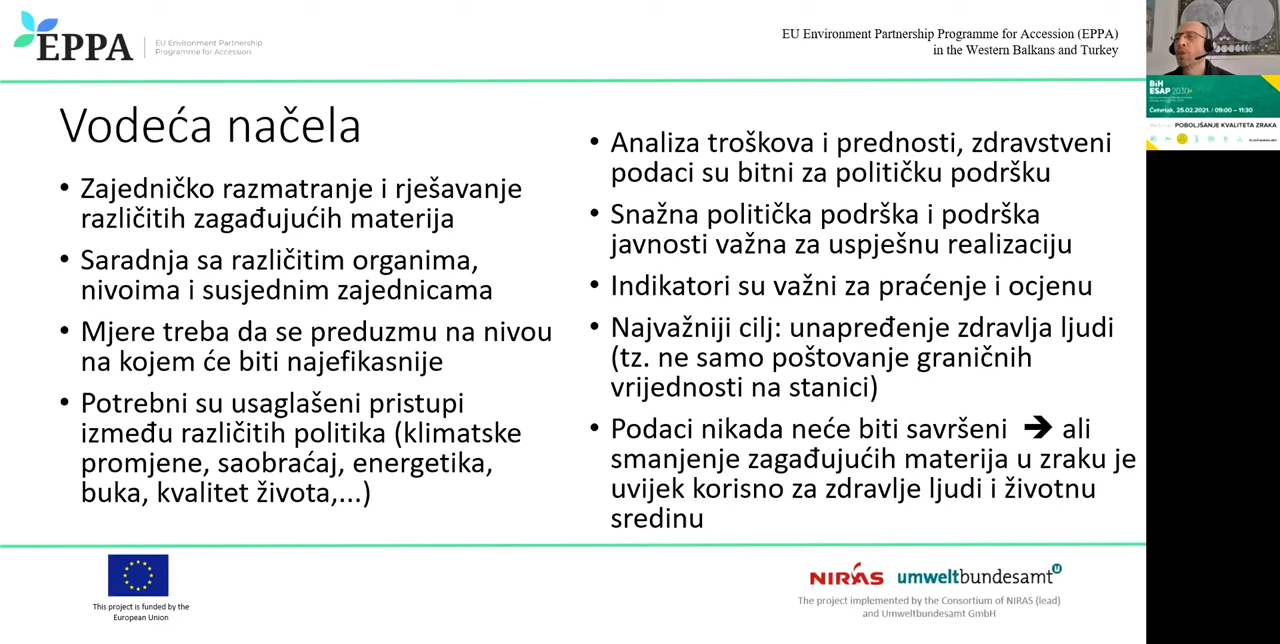 EPPA
EU Environment Partnership
Programme for Accession
EU Environment Partnership Programme for Accession (EPPA)
in the Western Balkans and Turkey
Vodeća načela
• Zajedničko razmatranje i rješavanje
različitih zagađujućih materija
• Saradnja sa različitim organima,
nivoima i susjednim zajednicama
• Mjere treba da se preduzmu na nivou
na kojem će biti najefikasnije
• Potrebni su usaglašeni pristupi
između različitih politika (klimatske
promjene, saobraćaj, energetika,
buka, kvalitet života,...)
• Analiza troškova i prednosti, zdravstveni
podaci su bitni za političku podršku
• Snažna politička podrška i podrška
javnosti važna za uspješnu realizaciju
• Indikatori su važni za praćenje i ocjenu
• Najvažniji cilj: unapređenje zdravlja ljudi
(tz. ne samo poštovanje graničnih
vrijednosti na stanici)
• Podaci nikada neće biti savršeni ➔ ali
smanjenje zagađujućih materija u zraku je
uvijek korisno za zdravlje ljudi i životnu
sredinu
This project is funded by the
European Union
NIRAS umweltbundesamt
The project implemented by the Consortium of NIRAS (lead)
and Umweltbundesamt GmbH
BiH
ESAP 2030+
Četvrtak, 25.02.2021. / 09:00 – 11:30
POBOLJŠANJE KVALITETA ZRAKA